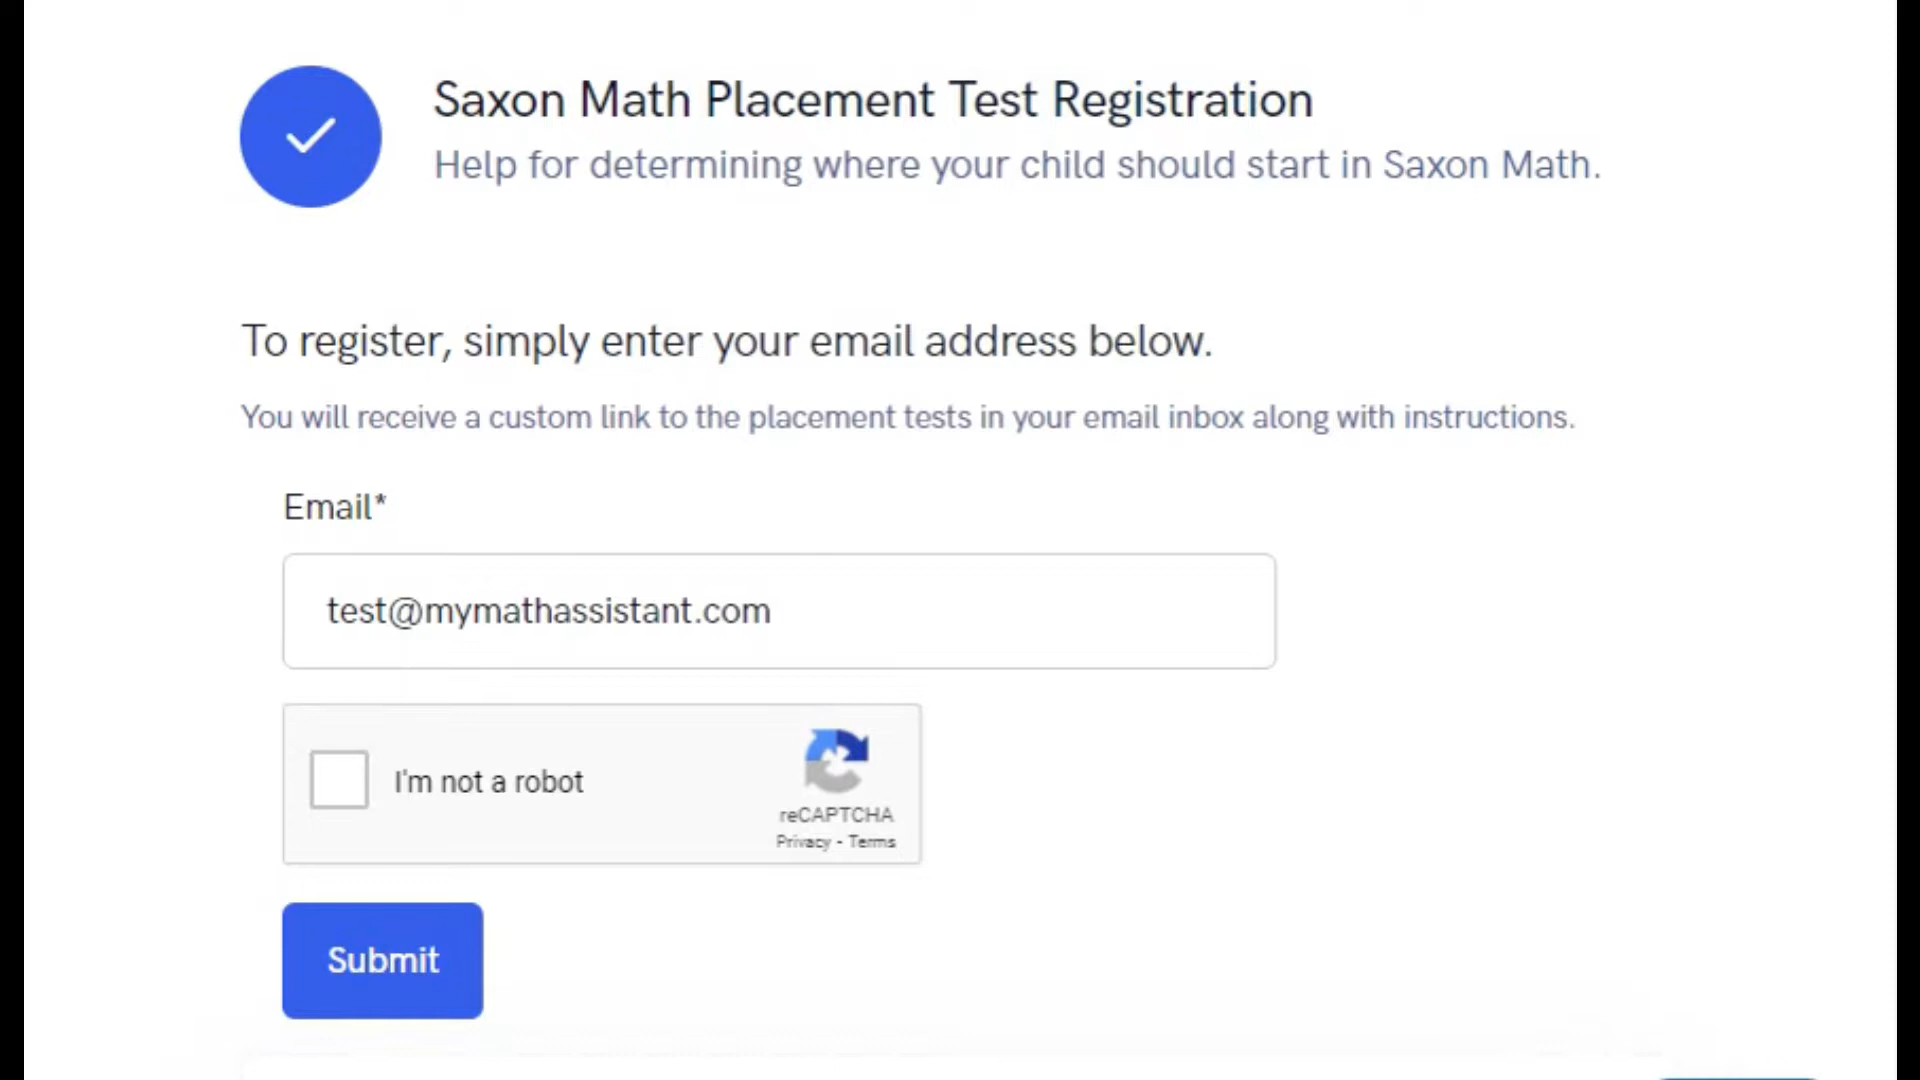 Saxon Math Placement Test Registration
Help for determining where your child should start in Saxon Math.
To register, simply enter your email address below.
You will receive a custom link to the placement tests in your email inbox along with instructions.
Email*
test@mymathassistant.com
I'm not a robot
reCAPTCHA
Privacy - Terms
Submit